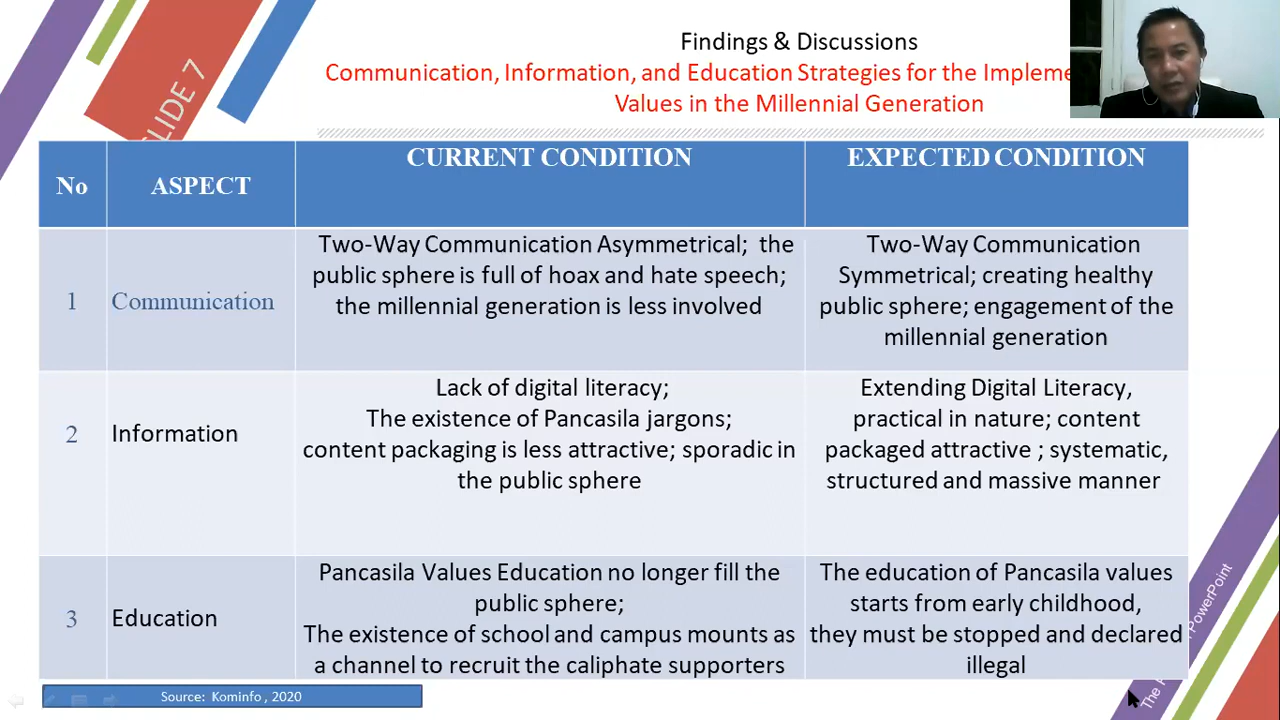 SLIDE 7
Findings & Discussions
Communication, Information, and Education Strategies for the
Values in the Millennial Generation
No
ASPECT
CURRENT CONDITION
EXPECTED CONDITION
1
Communication
Two-Way Communication Asymmetrical; the
public sphere is full of hoax and hate speech;
the millennial generation is less involved
Two-Way Communication
Symmetrical; creating healthy
public sphere; engagement of the
millennial generation
2
Information
Lack of digital literacy;
The existence of Pancasila jargons;
content packaging is less attractive; sporadic in
the public sphere
Extending Digital Literacy,
practical in nature; content
packaged attractive ; systematic,
structured and massive manner
3
Education
Pancasila Values Education no longer fill the
public sphere;
The existence of school and campus mounts as
a channel to recruit the caliphate supporters
The education of Pancasila values
starts from early childhood,
they must be stopped and declared
illegal
Source: Kominfo , 2020
The
PowerPoint